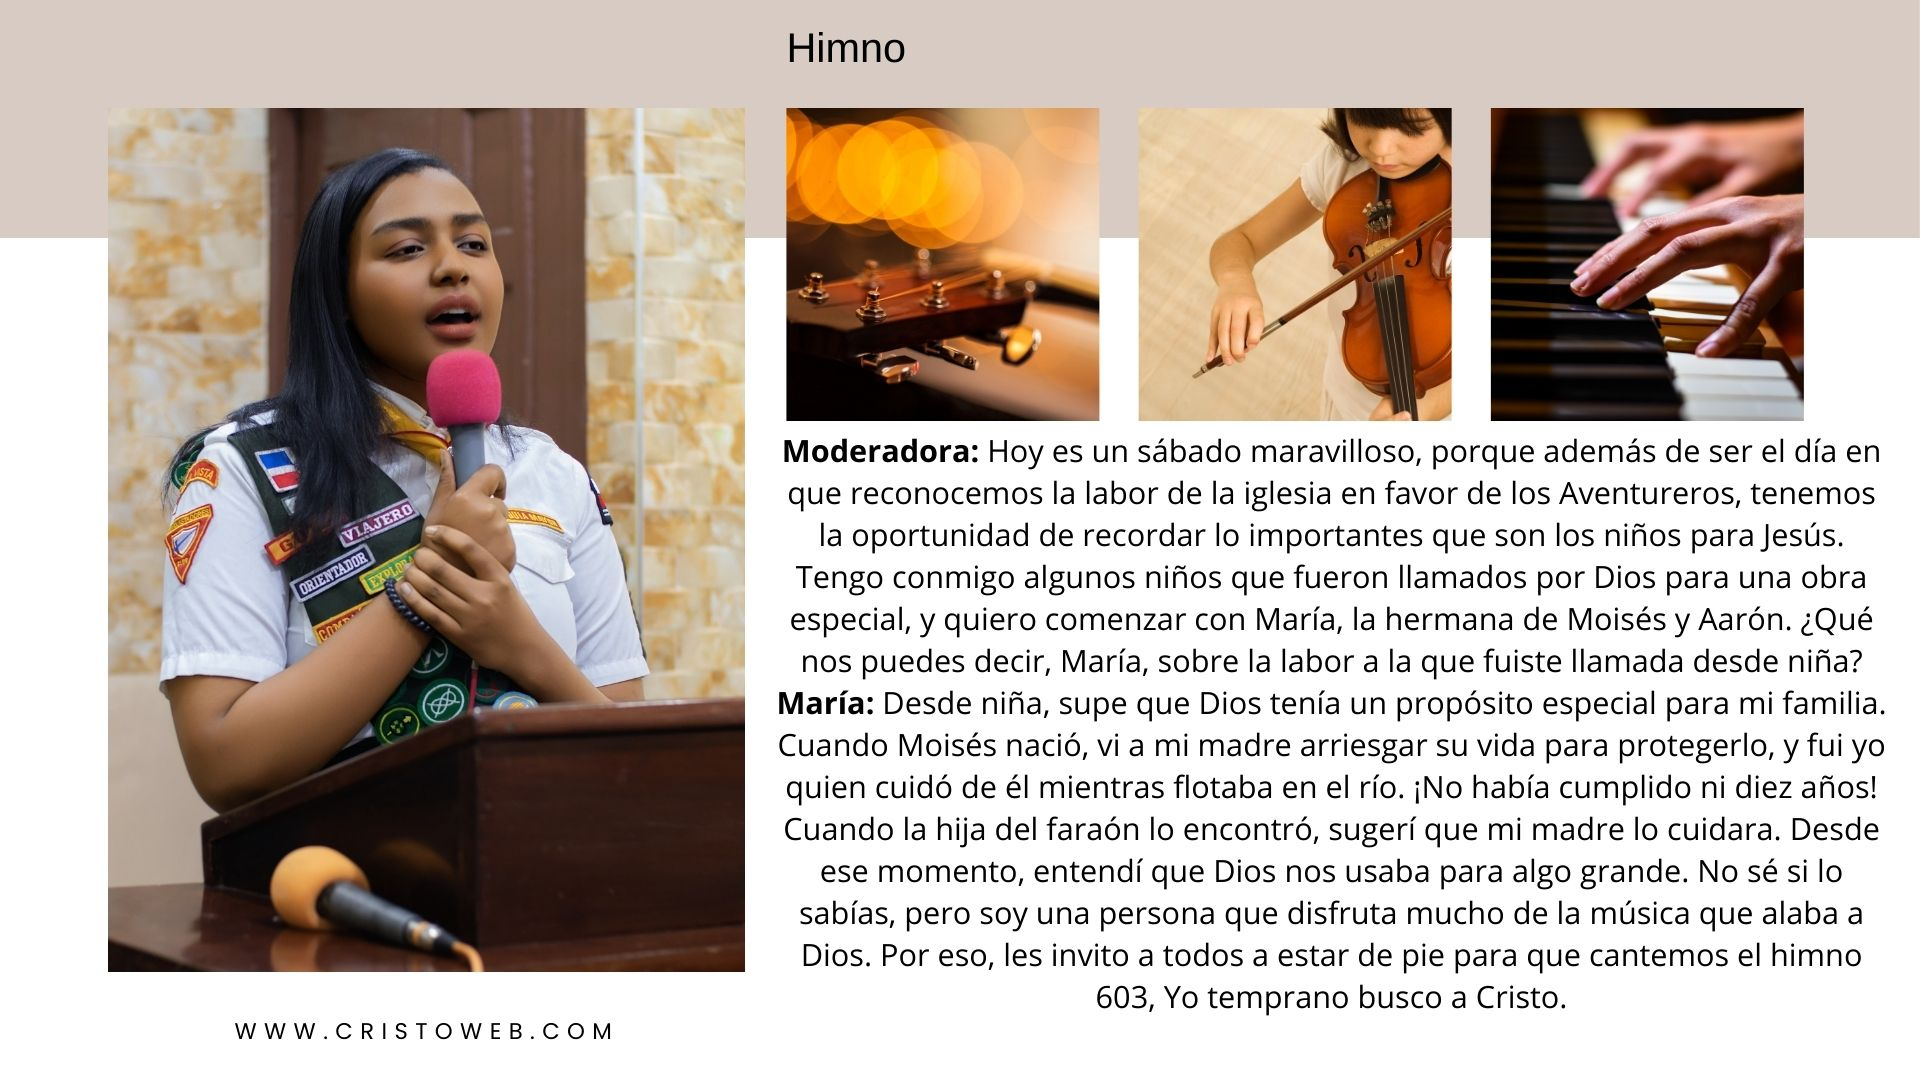 Himno
VISTA
VIAJERO
ORIENTADOR
EXPLORA
Moderadora: Hoy es un sábado maravilloso, porque además de ser el día en
que reconocemos la labor de la iglesia en favor de los Aventureros, tenemos
la oportunidad de recordar lo importantes que son los niños para Jesús.
Tengo conmigo algunos niños que fueron llamados por Dios para una obra
especial, y quiero comenzar con María, la hermana de Moisés y Aarón. ¿Qué
nos puedes decir, María, sobre la labor a la que fuiste llamada desde niña?
María: Desde niña, supe que Dios tenía un propósito especial para mi familia.
Cuando Moisés nació, vi a mi madre arriesgar su vida para protegerlo, y fui yo
quien cuidó de él mientras flotaba en el río. ¡No había cumplido ni diez años!
Cuando la hija del faraón lo encontró, sugerí que mi madre lo cuidara. Desde
ese momento, entendí que Dios nos usaba para algo grande. No sé si lo
sabías, pero soy una persona que disfruta mucho de la música que alaba a
Dios. Por eso, les invito a todos a estar de pie para que cantemos el himno
603, Yo temprano busco a Cristo.
WWW.CRISTOWEB.COM